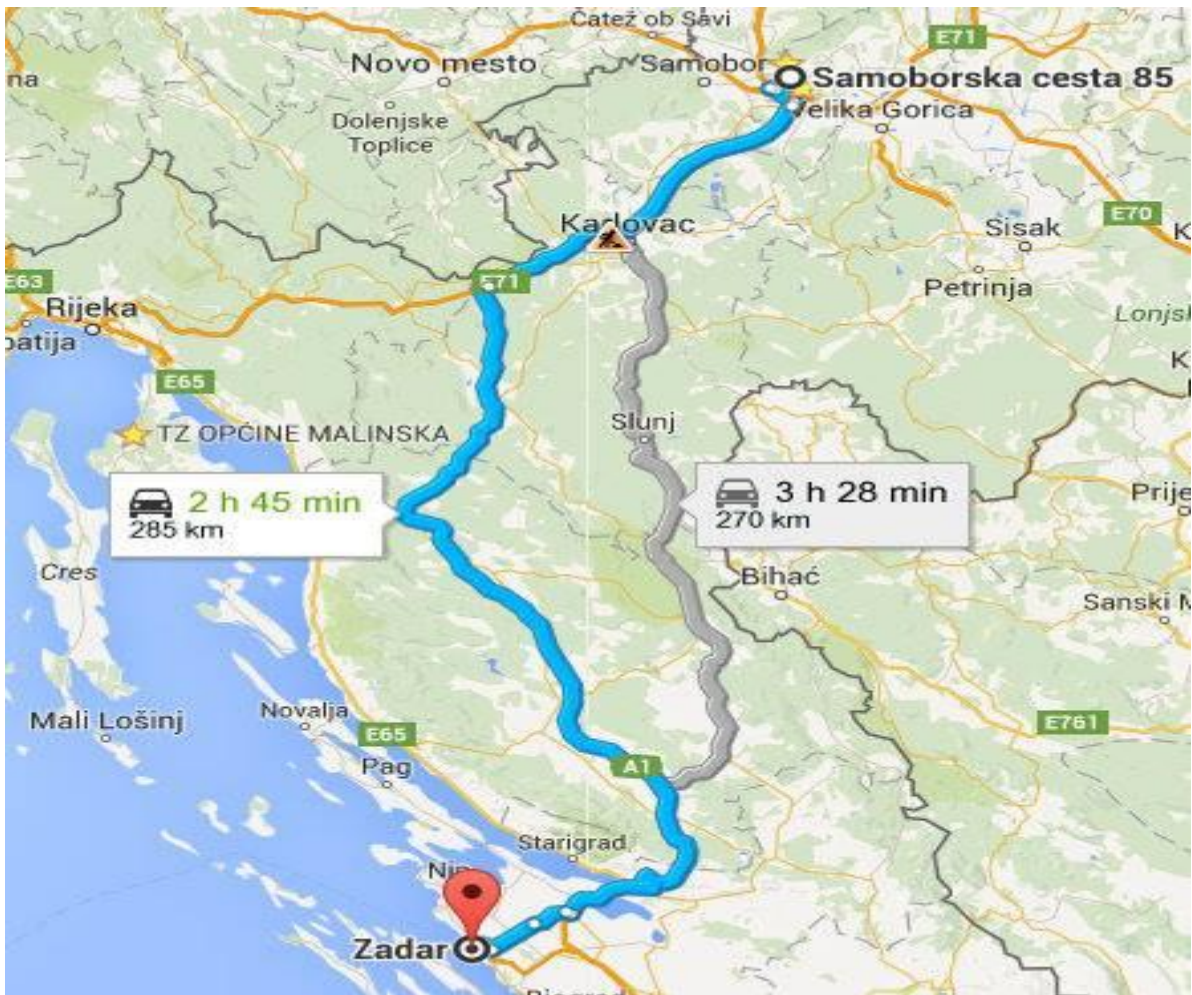 Čatež ob Savi
E71
Novo mesto
Samobor
Samoborska cesta 85
na
Velika Gorica
Dolenjske
Toplice
E70
Sisak
K
E71
E63
Petrinja
Rijeka
Lonjsk
patija
K
E65
Slunj
TZ OPĆINE MALINSKA
2 h 45 min
285 km
3 h 28 min
270 km
Prije
Cres
Bihać
Sanski M
Mali Lošinj
Novalja
E65
E761
Pag
A1
Starigrad
Nin
Zadar